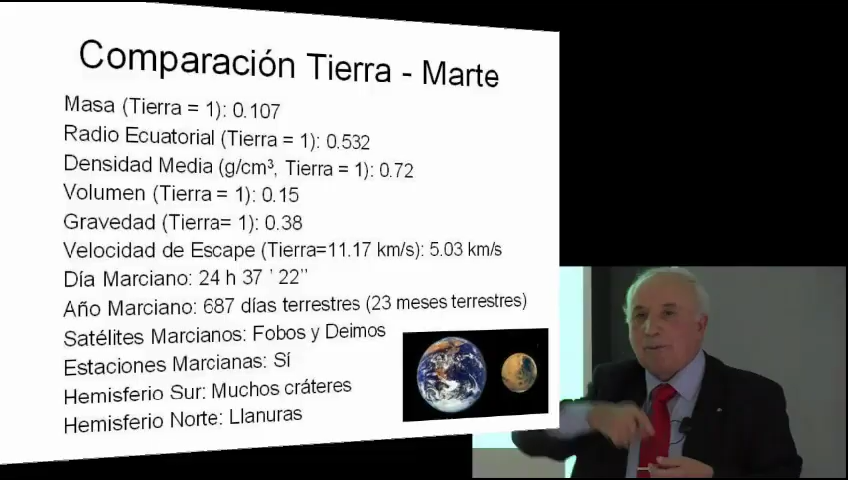 Comparación Tierra - Marte
Masa (Tierra = 1): 0.107
Radio Ecuatorial (Tierra = 1): 0.532
Densidad Media (g/cm³, Tierra = 1): 0.72
Volumen (Tierra = 1): 0.15
Gravedad (Tierra= 1): 0.38
Velocidad de Escape (Tierra=11.17 km/s): 5.03 km/s
Día Marciano: 24 h 37 ’ 22’’
Año Marciano: 687 días terrestres (23 meses terrestres)
Satélites Marcianos: Fobos y Deimos
Estaciones Marcianas: Sí
Hemisferio Sur: Muchos cráteres
Hemisferio Norte: Llanuras